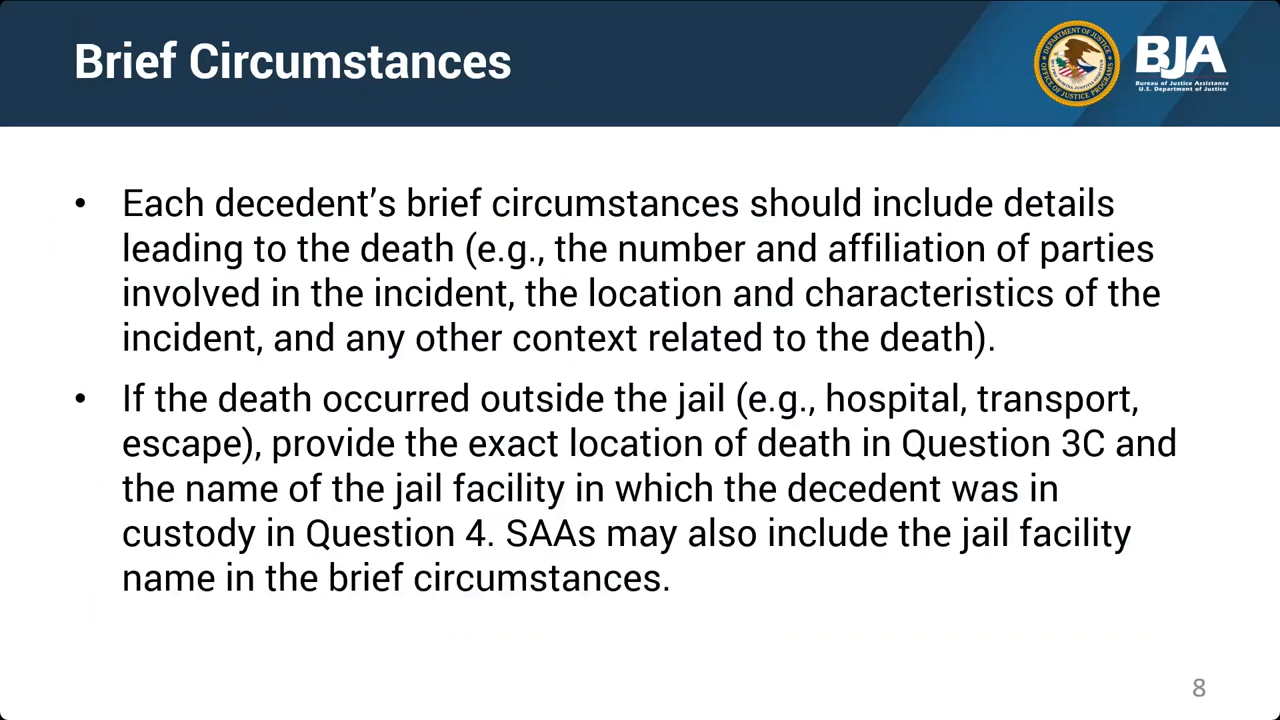 Brief Circumstances
BJA
Bureau of Justice Assistance
U.S. Department of Justice
• Each decedent’s brief circumstances should include details
leading to the death (e.g., the number and affiliation of parties
involved in the incident, the location and characteristics of the
incident, and any other context related to the death).
• If the death occurred outside the jail (e.g., hospital, transport,
escape), provide the exact location of death in Question 3C and
the name of the jail facility in which the decedent was in
custody in Question 4. SAAs may also include the jail facility
name in the brief circumstances.
8